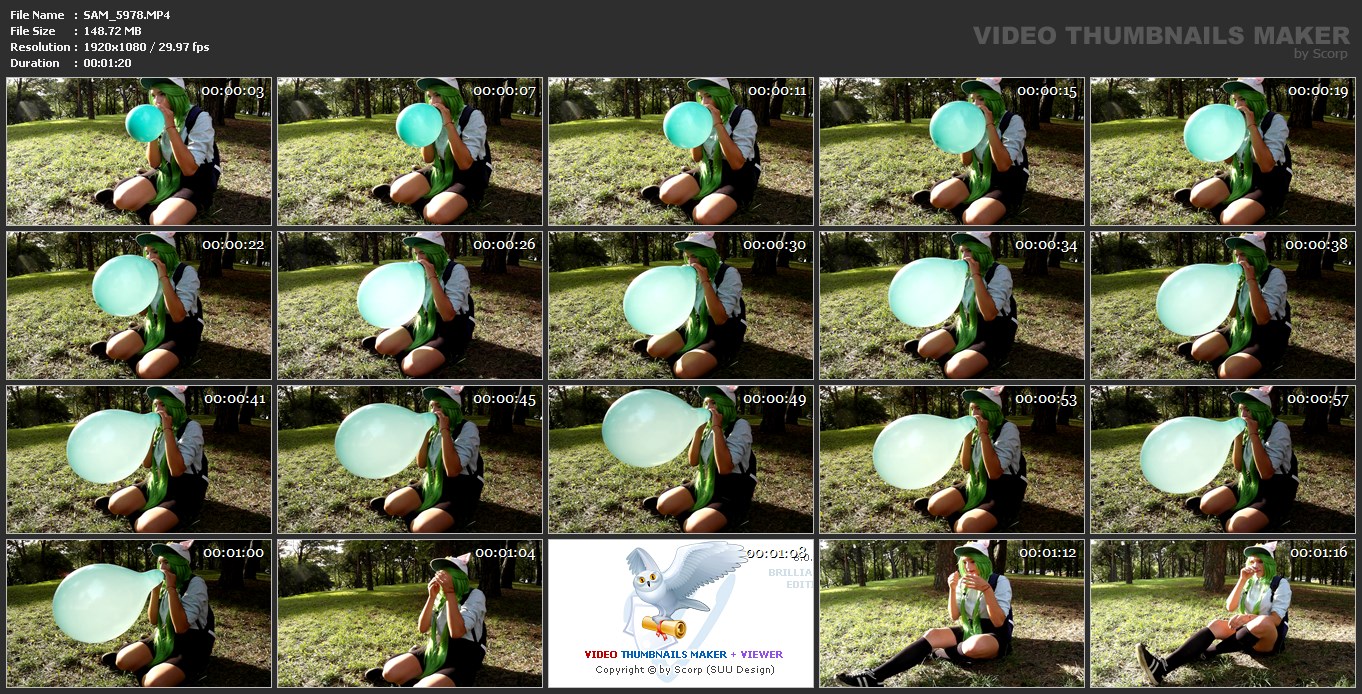 File Name : SAM_5978.MP4
File Size : 148.72 MB
Resolution : 1920x1080 / 29.97 fps
Duration : 00:01:20
VIDEO THUMBNAILS MAKER
by Scorp
00:00:03
00:00:07
00:00:11
00:00:15
00:00:19
00:00:22
00:00:26
00:00:30
00:00:34
00:00:38
00:00:41
00:00:45
00:00:49
00:00:53
00:00:57
00:01:00
00:01:04
00:01:08
BRILLIA
EDIT
VIDEO THUMBNAILS MAKER + VIEWER
Copyright © by Scorp (SUU Design)
00:01:12
00:01:16